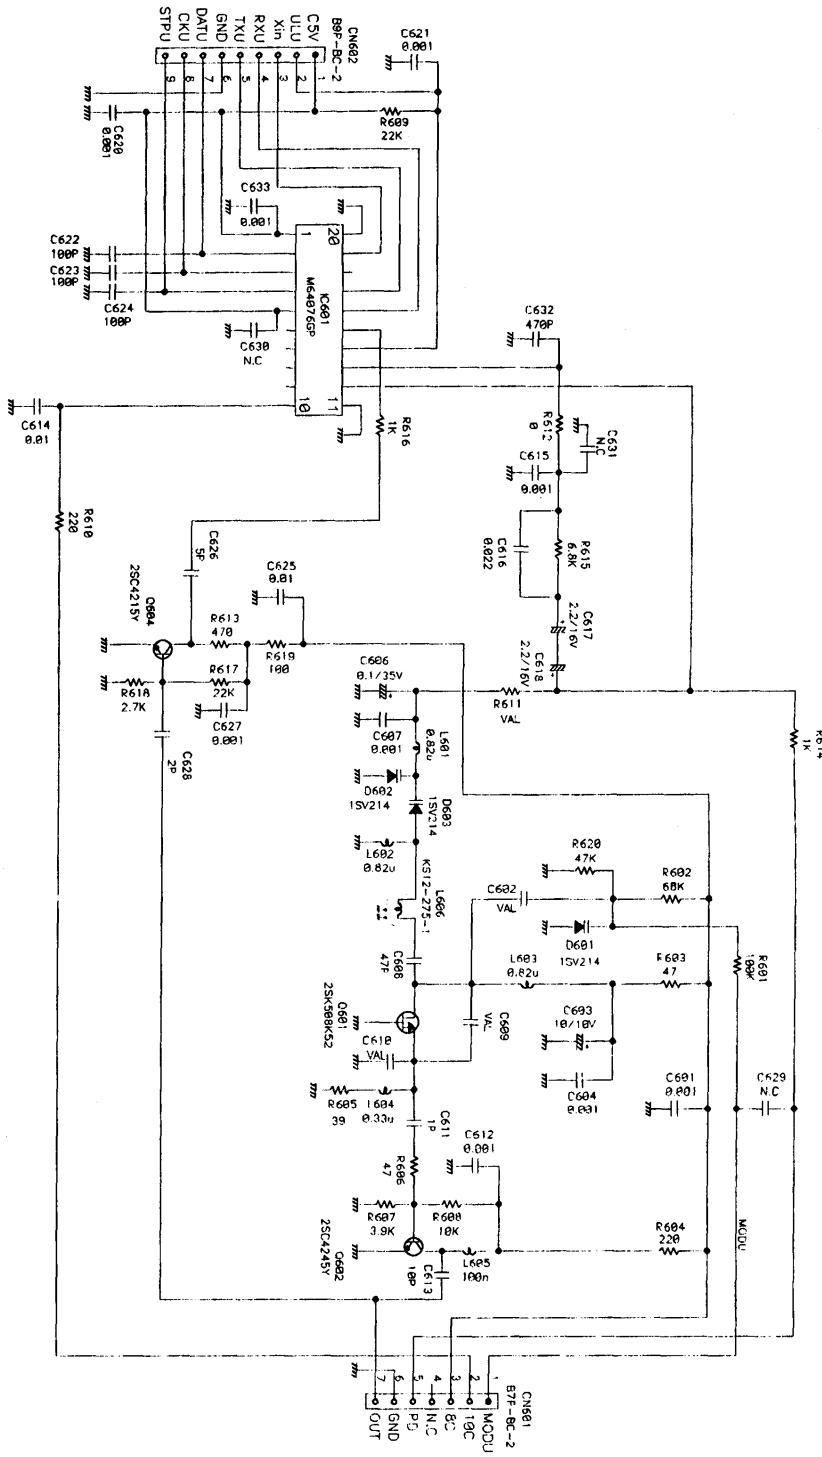 CN602
B9P-BC-2
C5V
ULU
Xin
RXU
TXU
GND
DATU
CKU
STPU
1
2
3
4
5
6
7
8
9
C621
0.001
R609
22K
C620
0.001
C633
0.001
C622
100P
C623
100P
C624
100P
C630
N.C
1
20
IC601
M64076GP
10
11
C614
0.01
R610
220
R616
1K
C632
470P
R612
0
C631
N.C
C615
0.001
C616
0.022
R615
6.8K
C617
2.2/16V
C618
2.2/16V
C626
5P
C625
0.01
Q604
2SC4215Y
R613
470
R619
100
R617
22K
R618
2.7K
C627
0.001
C628
2P
C606
0.1/35V
R611
VAL
C607
0.001
L601
0.82u
D602
1SV214
D603
1SV214
L602
0.82u
L606
KS12-275-1
C608
47P
R614
1K
R620
47K
R602
68K
C602
VAL
D601
1SV214
R601
100K
L603
0.82u
R603
47
Q601
2SK508K52
C610
VAL
C609
VAL
C603
10/10V
C604
0.001
C601
0.001
C629
N.C
R605
39
L604
0.33u
C611
1P
R606
47
C612
0.001
R607
3.9K
R608
10K
Q602
2SC4245Y
C613
10P
L605
100n
R604
220
MODU
CN601
B7P-BC-2
1
2
3
4
5
6
7
MODU
10C
8C
N.C
PD
GND
OUT